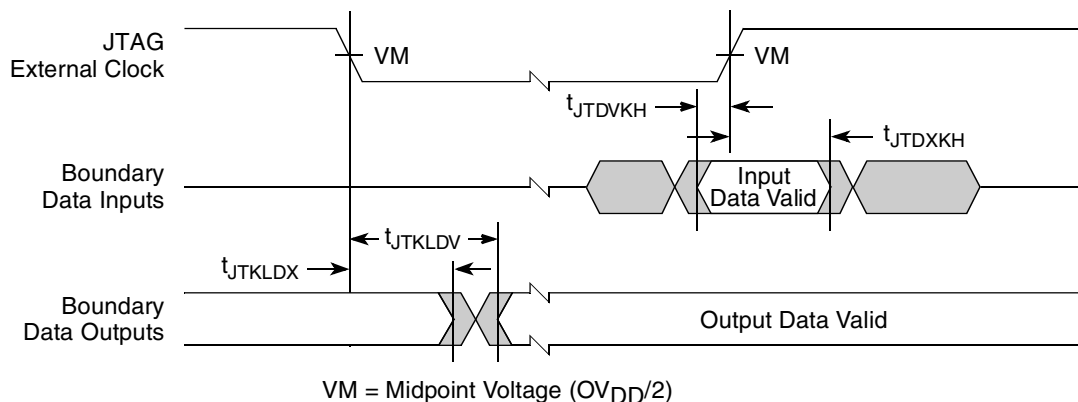 JTAG
External Clock
VM
VM
tJTDVKH
tJTDXKH
Boundary
Data Inputs
Input
Data Valid
tJTKLDV
tJTKLDX
Boundary
Data Outputs
Output Data Valid
VM = Midpoint Voltage (OVDD/2)